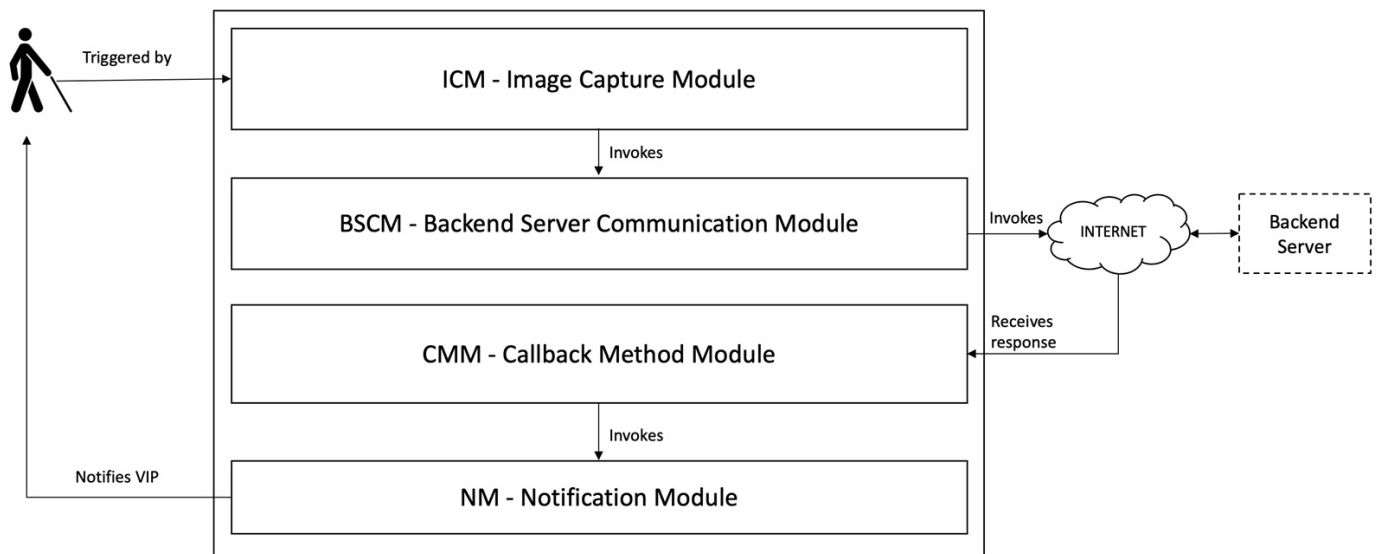 Triggered by
ICM - Image Capture Module
Invokes
BSCM - Backend Server Communication Module
Invokes
INTERNET
Backend
Server
CMM - Callback Method Module
Receives
response
Invokes
Notifies VIP
NM - Notification Module